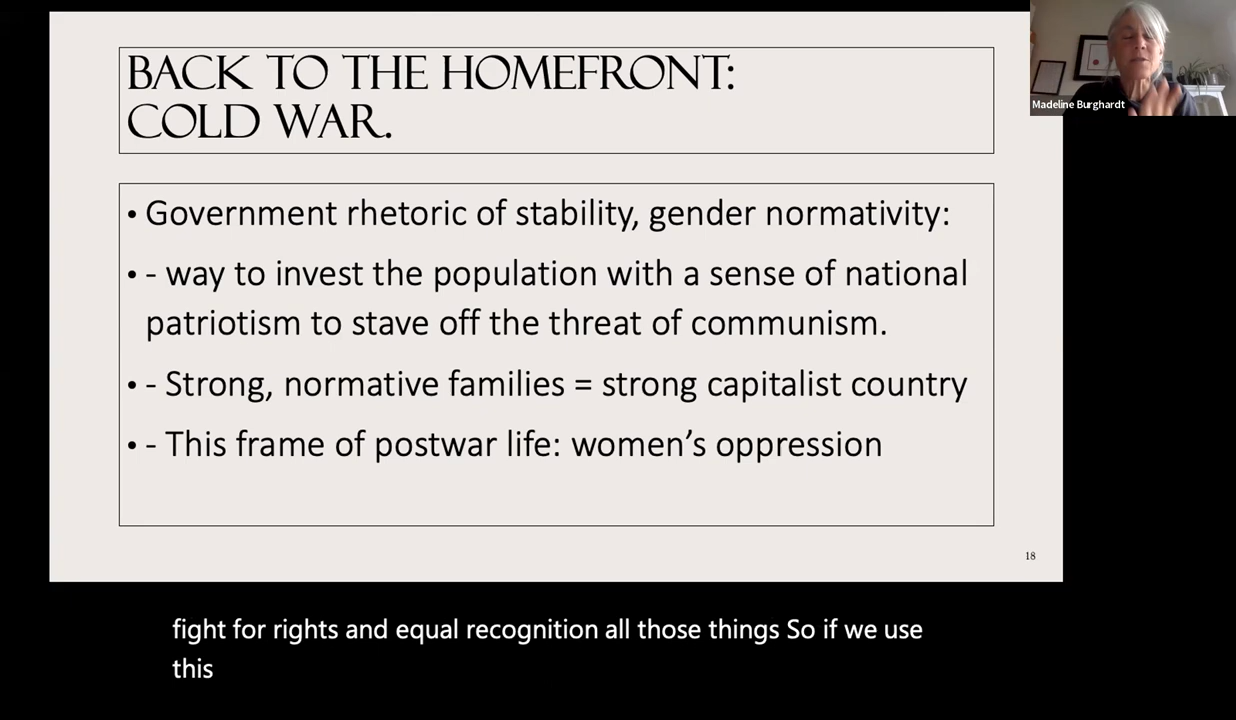 BACK TO THE HOMEFRONT:
COLD WAR.
• Government rhetoric of stability, gender normativity:
• - way to invest the population with a sense of national
patriotism to stave off the threat of communism.
• - Strong, normative families = strong capitalist country
• - This frame of postwar life: women’s oppression
18
Madeline Burghardt
fight for rights and equal recognition all those things So if we use
this